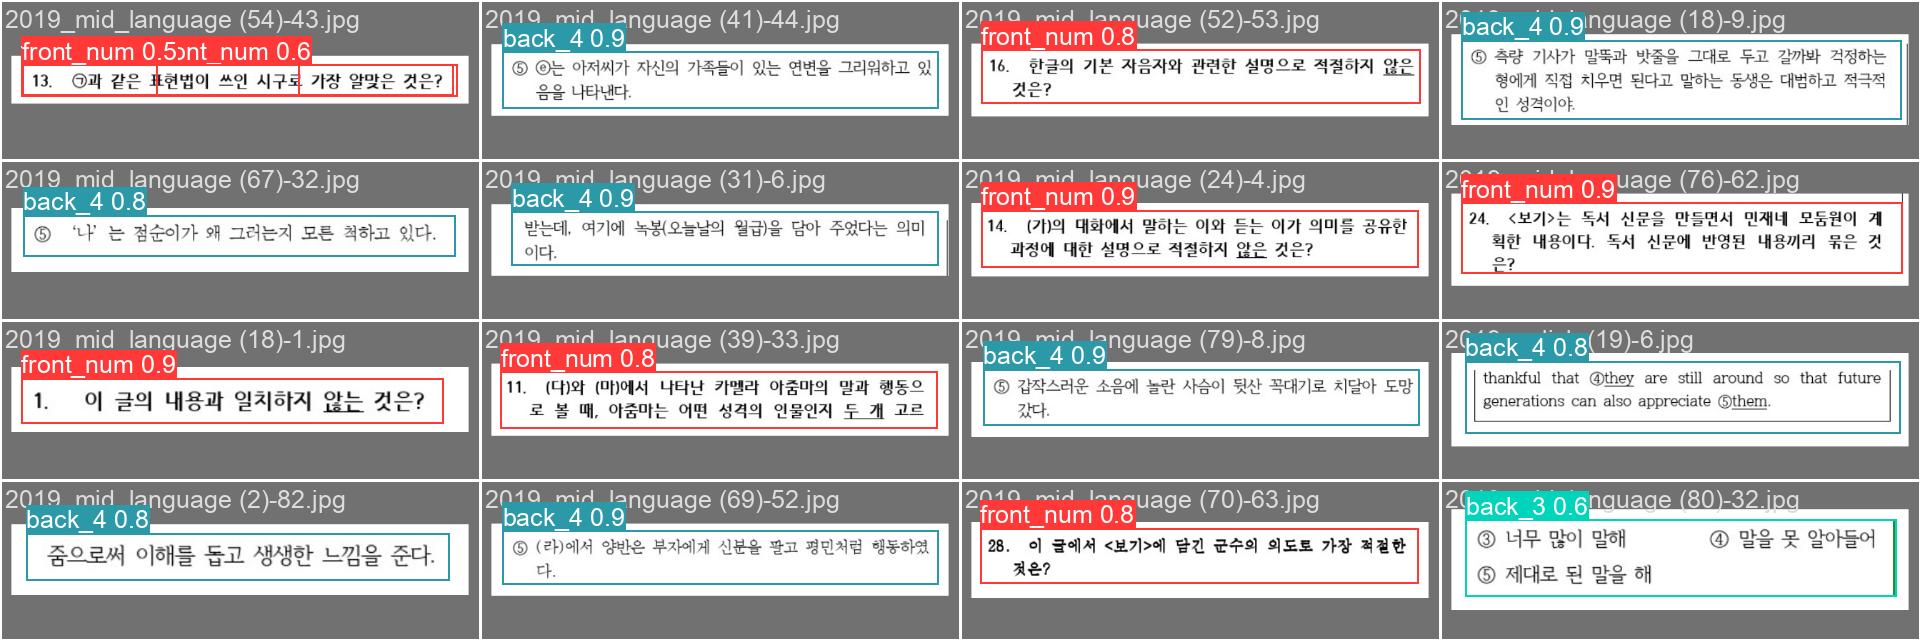 2019_mid_language (54)-43.jpg
front_num 0.5
ont_num 0.6
13. ㉠과 같은 표현법이 쓰인 시구로 가장 알맞은 것은?
2019_mid_language (41)-44.jpg
back_4 0.9
⑤ ⓔ는 아저씨가 자신의 가족들이 있는 연변을 그리워하고 있
음을 나타낸다.
2019_mid_language (52)-53.jpg
front_num 0.8
16. 한글의 기본 자음자와 관련한 설명으로 적절하지 않은
것은?
nguage (18)-9.jpg
back_4 0.9
⑤ 측량 기사가 말뚝과 밧줄을 그대로 두고 갈까봐 걱정하는
형에게 직접 치우면 된다고 말하는 동생은 대범하고 적극적
인 성격이야.
2019_mid_language (67)-32.jpg
back_4 0.8
⑤ ‘나’ 는 점순이가 왜 그러는지 모른 척하고 있다.
2019_mid_language (31)-6.jpg
back_4 0.9
받는데, 여기에 녹봉(오늘날의 월급)을 담아 주었다는 의미
이다.
2019_mid_language (24)-4.jpg
front_num 0.9
14. (가)의 대화에서 말하는 이와 듣는 이가 의미를 공유한
과정에 대한 설명으로 적절하지 않은 것은?
uage (76)-62.jpg
front_num 0.9
24. <보기>는 독서 신문을 만들면서 민재네 모둠원이 계
획한 내용이다. 독서 신문에 반영된 내용끼리 묶은 것
은?
2019_mid_language (18)-1.jpg
front_num 0.9
1. 이 글의 내용과 일치하지 않는 것은?
2019_mid_language (39)-33.jpg
front_num 0.8
11. (다)와 (마)에서 나타난 카멜라 아줌마의 말과 행동으
로 볼 때, 아줌마는 어떤 성격의 인물인지 두 개 고르
2019_mid_language (79)-8.jpg
back_4 0.9
⑤ 갑작스러운 소음에 놀란 사슴이 뒷산 꼭대기로 치달아 도망
갔다.
(19)-6.jpg
back_4 0.8
thankful that ④they are still around so that future
generations can also appreciate ⑤them.
2019_mid_language (2)-82.jpg
back_4 0.8
줌으로써 이해를 돕고 생생한 느낌을 준다.
2019_mid_language (69)-52.jpg
back_4 0.9
⑤ (라)에서 양반은 부자에게 신분을 팔고 평민처럼 행동하였
다.
2019_mid_language (70)-63.jpg
front_num 0.8
28. 이 글에서 <보기>에 담긴 군수의 의도로 가장 적절한
것은?
nguage (80)-32.jpg
back_3 0.6
③ 너무 많이 말해 ④ 말을 못 알아들어
⑤ 제대로 된 말을 해